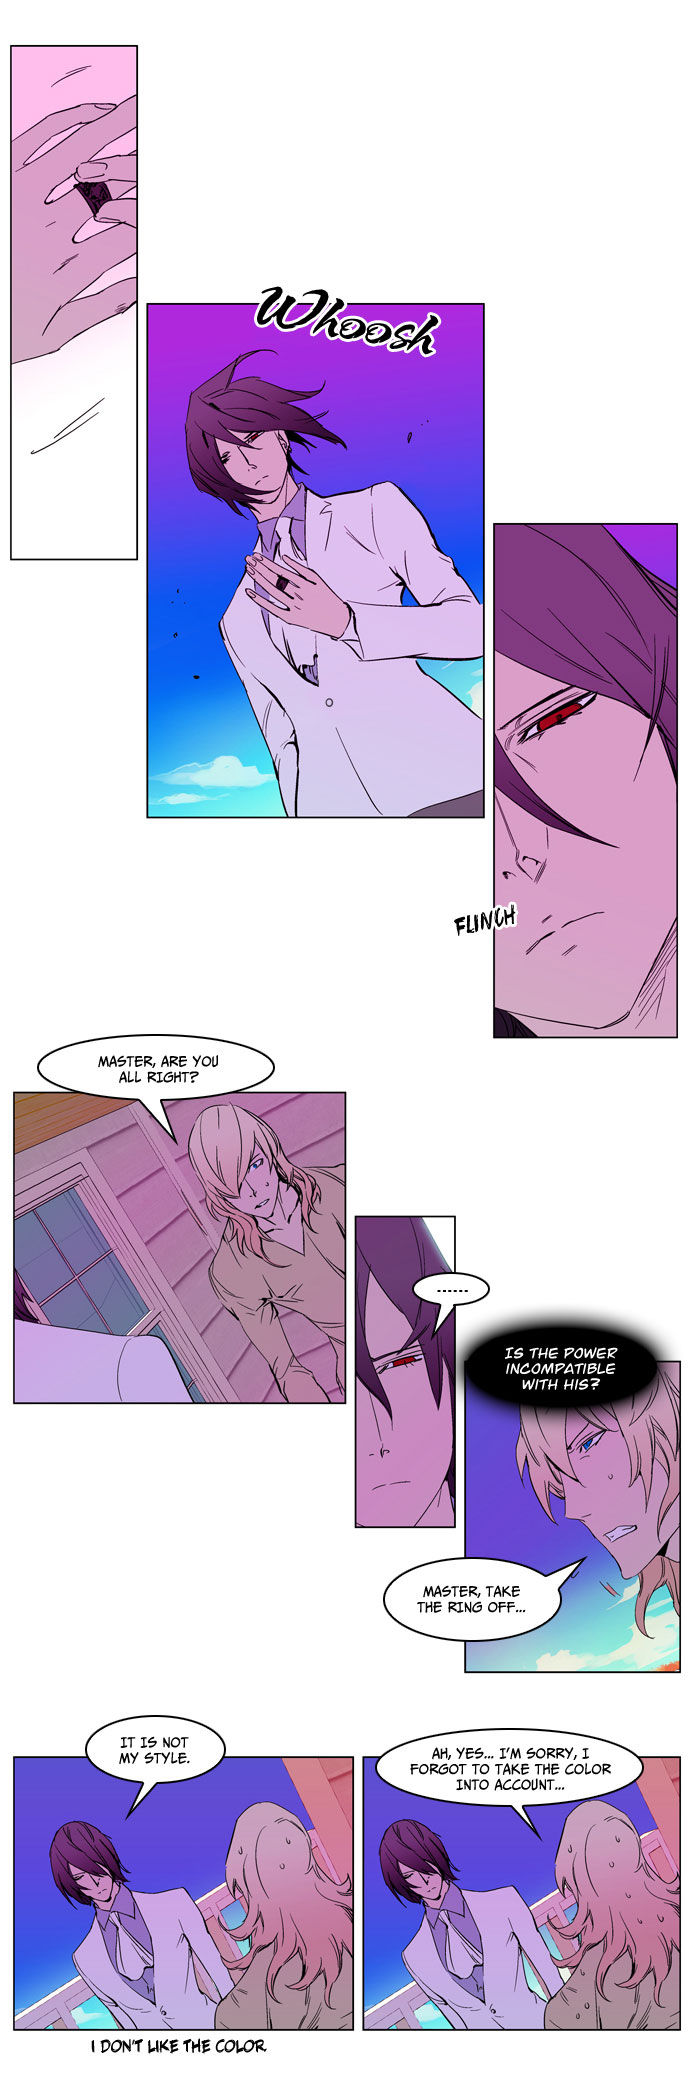 Whoosh
FLINCH
MASTER, ARE YOU
ALL RIGHT?
......
IS THE POWER
INCOMPATIBLE
WITH HIS?
MASTER, TAKE
THE RING OFF...
IT IS NOT
MY STYLE.
I DON'T LIKE THE COLOR
AH, YES... I'M SORRY, I
FORGOT TO TAKE THE COLOR
INTO ACCOUNT...